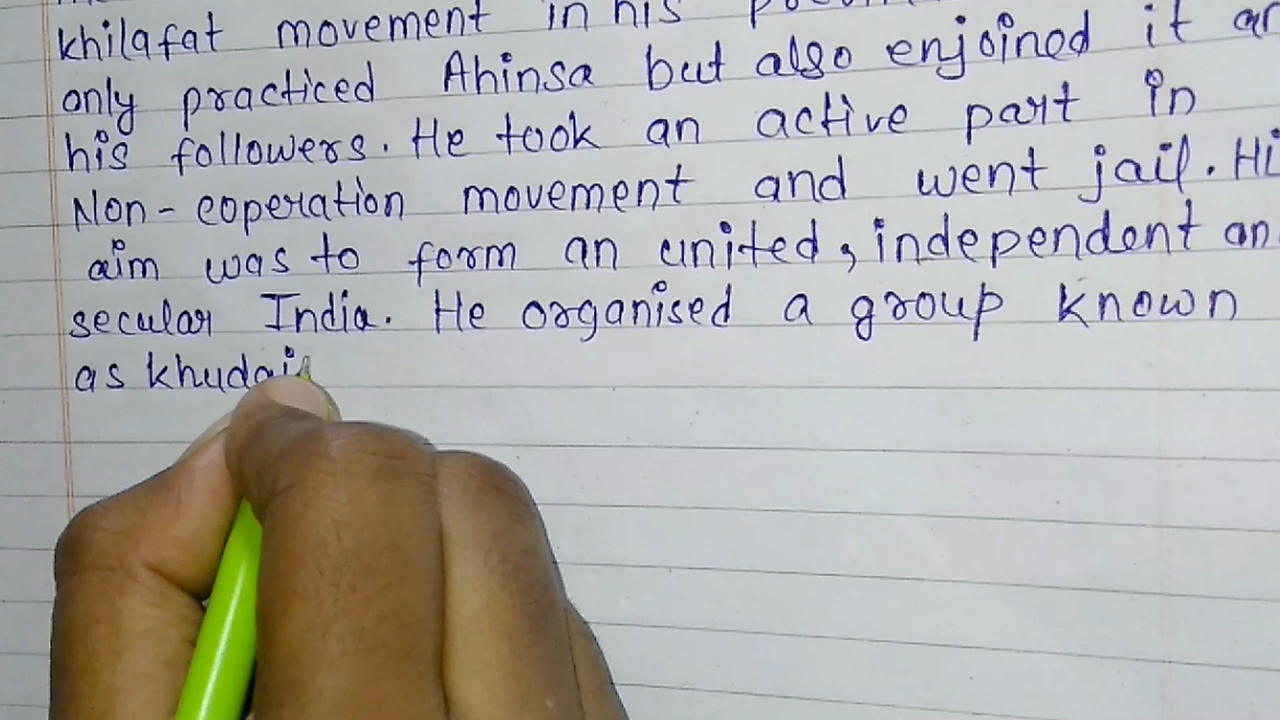 khilafat movement in his
only practiced Ahinsa but also enjoined it
his followers. He took an active part in
Non-coperation movement and went jail. Hi
aim was to form an united, independent an
secular India. He organised a group known
as khudai